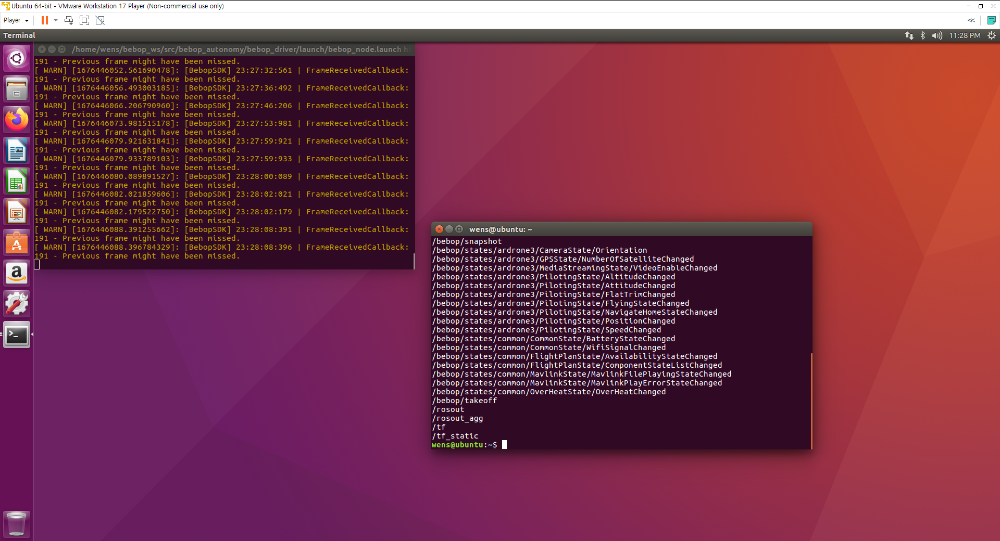 Ubuntu 64-bit - VMware Workstation 17 Player (Non-commercial use only)
Player
Terminal
11:28 PM
/home/wens/bebop_ws/src/bebop_autonomy/bebop_driver/launch/bebop_node.launch
191 - Previous frame might have been missed.
[ WARN] [1676446052.561690478]: [BebopSDK] 23:27:32:561 | FrameReceivedCallback:
191 - Previous frame might have been missed.
[ WARN] [1676446056.493003185]: [BebopSDK] 23:27:36:492 | FrameReceivedCallback:
191 - Previous frame might have been missed.
[ WARN] [1676446066.206790960]: [BebopSDK] 23:27:46:206 | FrameReceivedCallback:
191 - Previous frame might have been missed.
[ WARN] [1676446073.981515178]: [BebopSDK] 23:27:53:981 | FrameReceivedCallback:
191 - Previous frame might have been missed.
[ WARN] [1676446079.921631841]: [BebopSDK] 23:27:59:921 | FrameReceivedCallback:
191 - Previous frame might have been missed.
[ WARN] [1676446079.933789103]: [BebopSDK] 23:27:59:933 | FrameReceivedCallback:
191 - Previous frame might have been missed.
[ WARN] [1676446080.089891527]: [BebopSDK] 23:28:00:089 | FrameReceivedCallback:
191 - Previous frame might have been missed.
[ WARN] [1676446082.021859606]: [BebopSDK] 23:28:02:021 | FrameReceivedCallback:
191 - Previous frame might have been missed.
[ WARN] [1676446082.179522750]: [BebopSDK] 23:28:02:179 | FrameReceivedCallback:
191 - Previous frame might have been missed.
[ WARN] [1676446088.391255662]: [BebopSDK] 23:28:08:391 | FrameReceivedCallback:
191 - Previous frame might have been missed.
[ WARN] [1676446088.396784329]: [BebopSDK] 23:28:08:396 | FrameReceivedCallback:
191 - Previous frame might have been missed.
wens@ubuntu: ~
/bebop/snapshot
/bebop/states/ardrone3/CameraState/Orientation
/bebop/states/ardrone3/GPSState/NumberOfSatelliteChanged
/bebop/states/ardrone3/MediaStreamingState/VideoEnableChanged
/bebop/states/ardrone3/PilotingState/AltitudeChanged
/bebop/states/ardrone3/PilotingState/AttitudeChanged
/bebop/states/ardrone3/PilotingState/FlatTrimChanged
/bebop/states/ardrone3/PilotingState/FlyingStateChanged
/bebop/states/ardrone3/PilotingState/NavigateHomeStateChanged
/bebop/states/ardrone3/PilotingState/PositionChanged
/bebop/states/ardrone3/PilotingState/SpeedChanged
/bebop/states/common/CommonState/BatteryStateChanged
/bebop/states/common/CommonState/WifiSignalChanged
/bebop/states/common/FlightPlanState/AvailabilityStateChanged
/bebop/states/common/FlightPlanState/ComponentStateListChanged
/bebop/states/common/MavlinkState/MavlinkFilePlayingStateChanged
/bebop/states/common/MavlinkState/MavlinkPlayErrorStateChanged
/bebop/states/common/OverHeatState/OverHeatChanged
/bebop/takeoff
/rosout
/rosout_agg
/tf
/tf_static
wens@ubuntu:~$